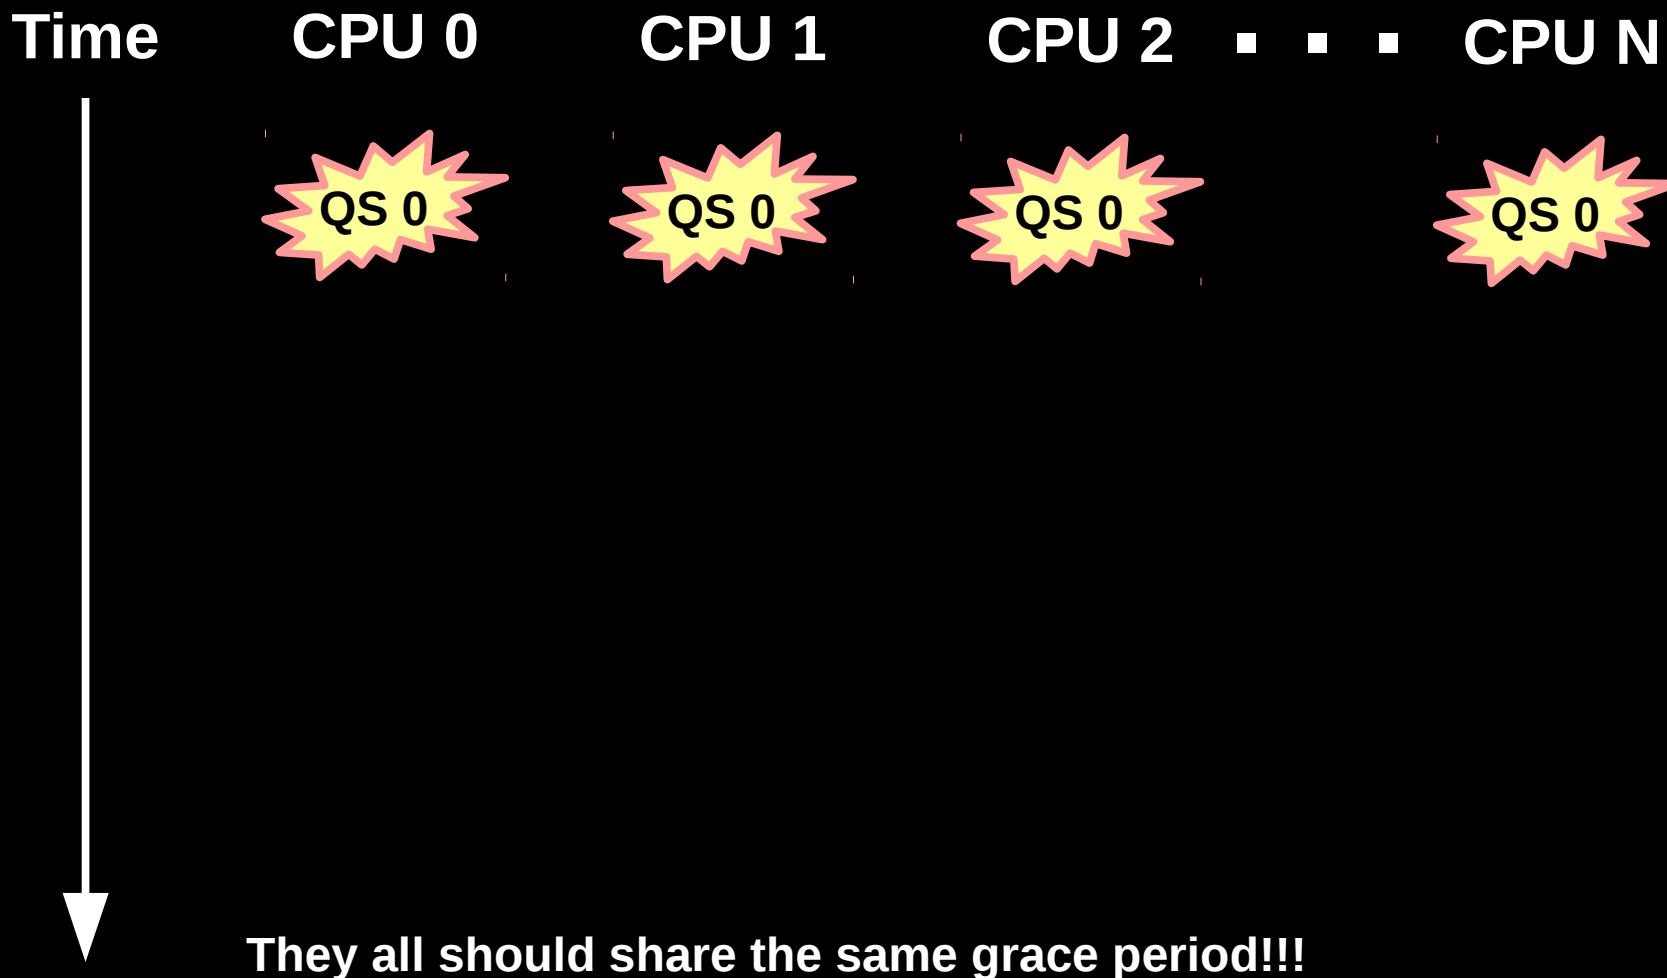 Time CPU 0 CPU 1 CPU 2 . . . CPU N
QS 0 QS 0 QS 0 QS 0
They all should share the same grace period!!!